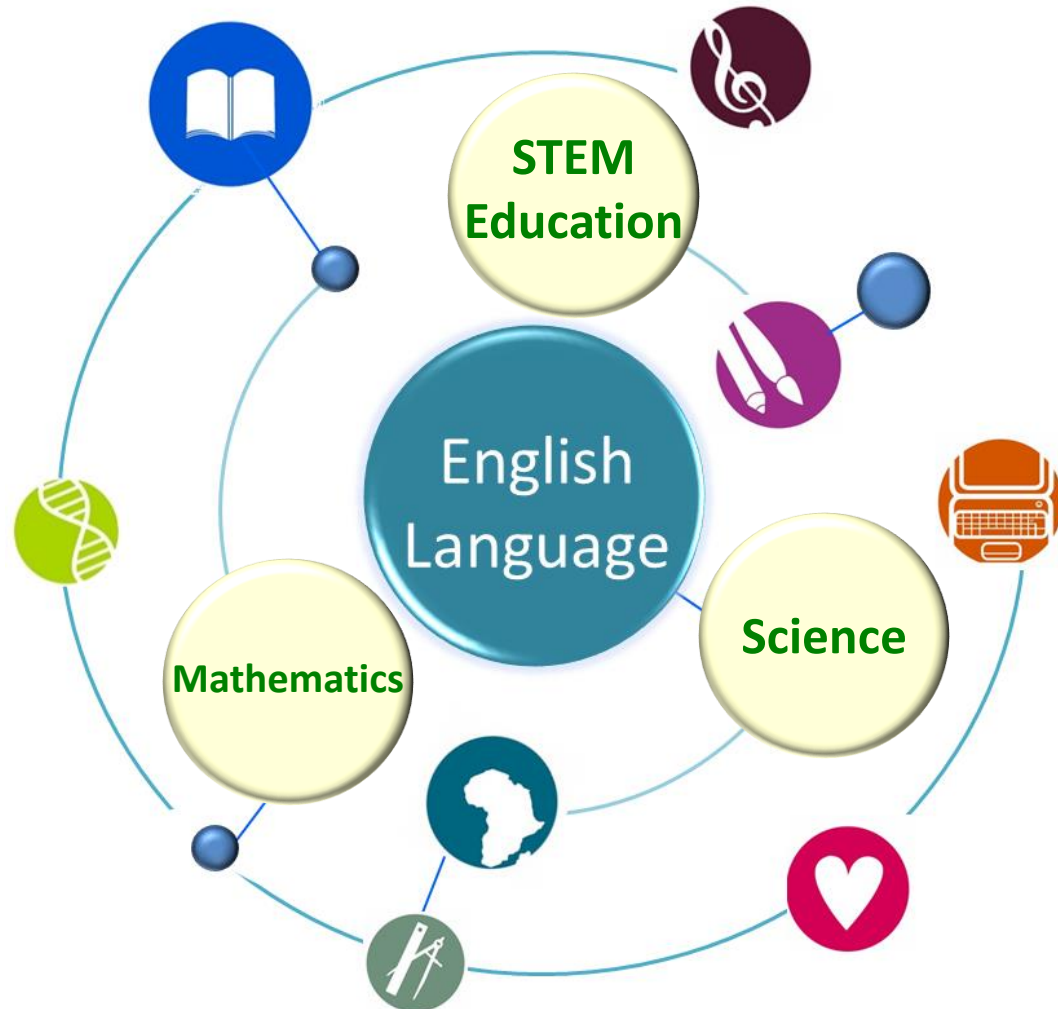 STEM
Education
English
Language
Science
Mathematics